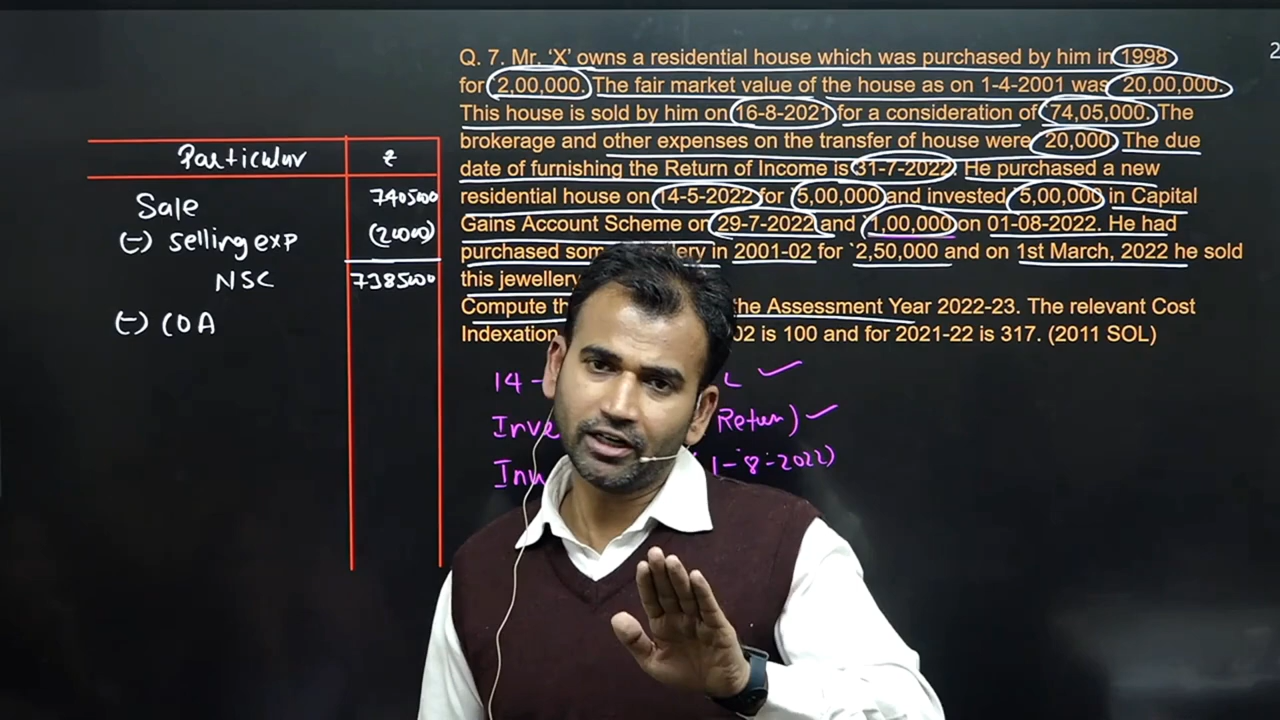 Q. 7. Mr. 'X' owns a residential house which was purchased by him in 1998
for `2,00,000. The fair market value of the house as on 1-4-2001 was `20,00,000.
This house is sold by him on 16-8-2021 for a consideration of `74,05,000. The
brokerage and other expenses on the transfer of house were `20,000 The due
date of furnishing the Return of Income is 31-7-2022. He purchased a new
residential house on 14-5-2022 for `5,00,000 and invested `5,00,000 in Capital
Gains Account Scheme on 29-7-2022 and `1,00,000 on 01-08-2022. He had
purchased in 2001-02 for `2,50,000 and on 1st March, 2022 he sold
this jewellery
Compute the Assessment Year 2022-23. The relevant Cost
Indexation is 100 and for 2021-22 is 317. (2011 SOL)
Particular ₹
Sale 7405000
(-) Selling exp (20000)
NSC 7385000
(-) COA
14 -
Return)
1-8-2022)
2